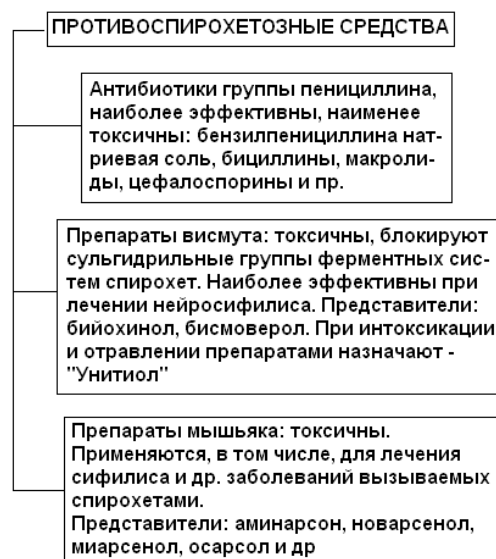 ПРОТИВОСПИРОХЕТОЗНЫЕ СРЕДСТВА
Антибиотики группы пенициллина,
наиболее эффективны, наименее
токсичны: бензилпенициллина нат-
риевая соль, бициллины, макроли-
ды, цефалоспорины и пр.
Препараты висмута: токсичны, блокируют
сульгидрильные группы ферментных сис-
тем спирохет. Наиболее эффективны при
лечении нейросифилиса. Представители:
бийохинол, бисмоверол. При интоксикации
и отравлении препаратами назначают -
"Унитиол"
Препараты мышьяка: токсичны.
Применяются, в том числе, для лечения
сифилиса и др. заболеваний вызываемых
спирохетами.
Представители: аминарсон, новарсенол,
миарсенол, осарсол и др